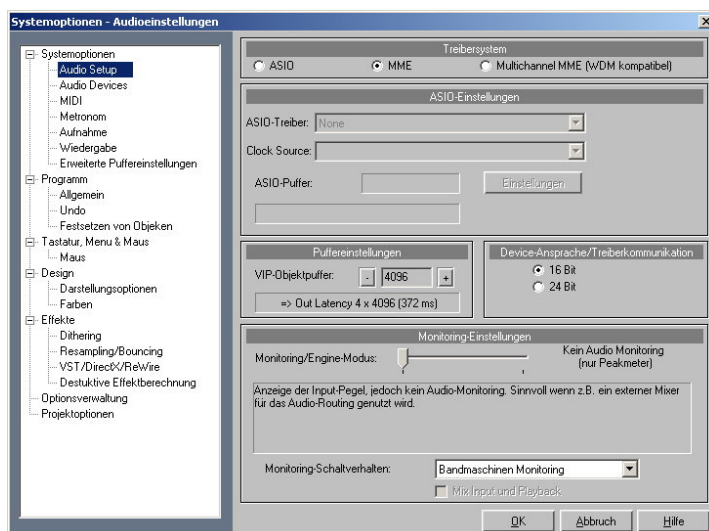 Systemoptionen - Audioeinstellungen
Systemoptionen
Audio Setup
Audio Devices
MIDI
Metronom
Aufnahme
Wiedergabe
Erweiterte Puffereinstellungen
Programm
Allgemein
Undo
Festsetzen von Objeken
Tastatur, Menu & Maus
Maus
Design
Darstellungsoptionen
Farben
Effekte
Dithering
Resampling/Bouncing
VST/DirectX/ReWire
Destuktive Effektberechnung
Optionsverwaltung
Projektoptionen
Treibersystem
ASIO MME Multichannel MME (WDM kompatibel)
ASIO-Einstellungen
ASIO-Treiber: None
Clock Source:
ASIO-Puffer: Einstellungen
Puffereinstellungen
VIP-Objektpuffer: - 4096 +
=> Out Latency 4 x 4096 (372 ms)
Device-Ansprache/Treiberkommunikation
16 Bit
24 Bit
Monitoring-Einstellungen
Monitoring/Engine-Modus: Kein Audio Monitoring
(nur Peakmeter)
Anzeige der Input-Pegel, jedoch kein Audio-Monitoring. Sinnvoll wenn z.B. ein externer Mixer
für das Audio-Routing genutzt wird.
Monitoring-Schaltverhalten: Bandmaschinen Monitoring
Mix Input und Playback
OK Abbruch Hilfe